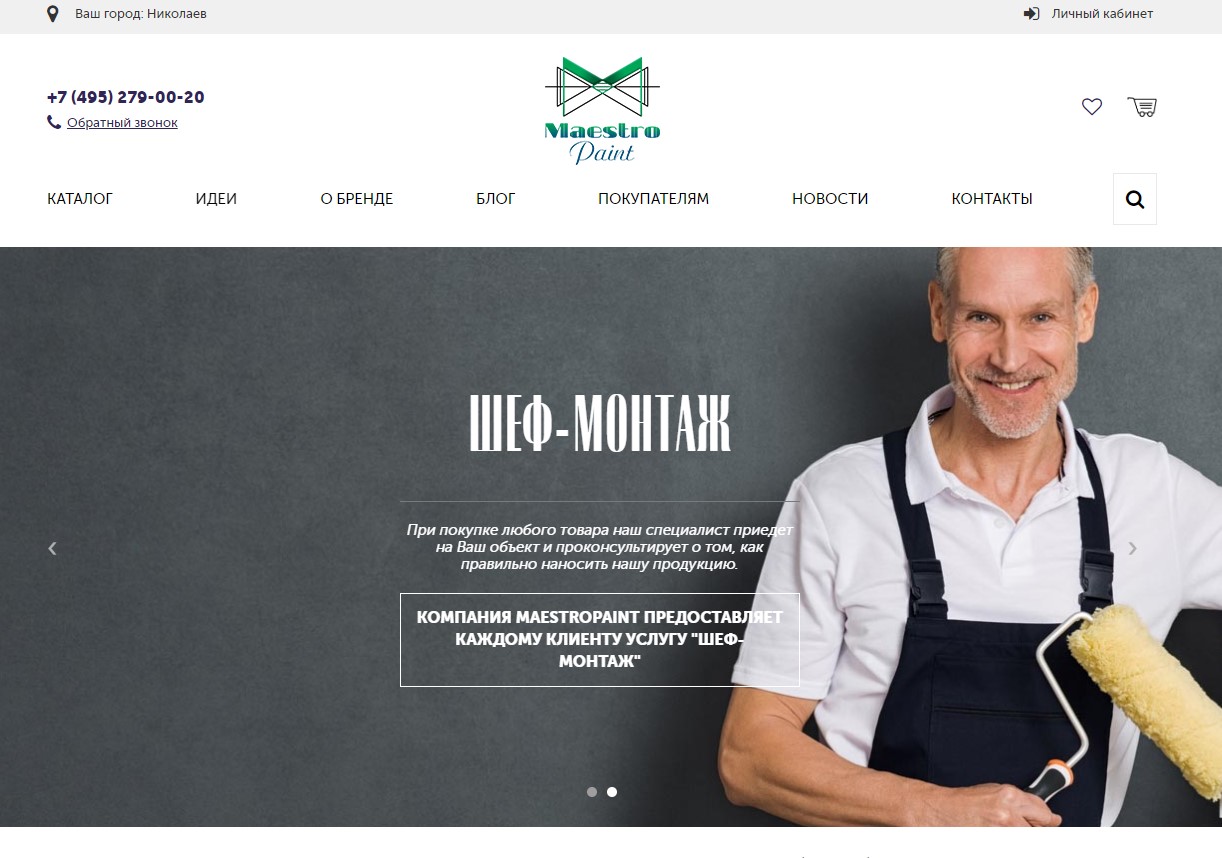 Ваш город: Николаев
Личный кабинет
+7 (495) 279-00-20
Обратный звонок
Maestro
Paint
КАТАЛОГ
ИДЕИ
О БРЕНДЕ
БЛОГ
ПОКУПАТЕЛЯМ
НОВОСТИ
КОНТАКТЫ
ШЕФ-МОНТАЖ
При покупке любого товара наш специалист приедет
на Ваш объект и проконсультирует о том, как
правильно наносить нашу продукцию.
КОМПАНИЯ MAESTROPAINT ПРЕДОСТАВЛЯЕТ
КАЖДОМУ КЛИЕНТУ УСЛУГУ "ШЕФ-
МОНТАЖ"